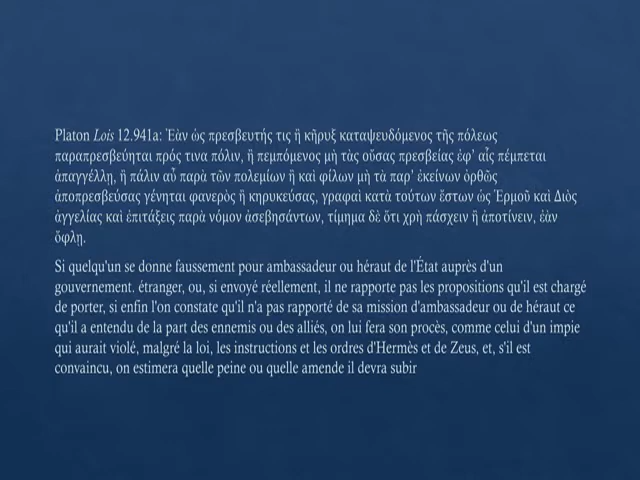 Platon Lois 12.941a: Ἐὰν ὡς πρεσβευτής τις ἢ κῆρυξ καταψευδόμενος τῆς πόλεως
παραπρεσβεύηται πρός τινα πόλιν, ἢ πεμπόμενος μὴ τὰς οὔσας πρεσβείας ἐφ’ αἷς πέμπεται
ἀπαγγέλλῃ, ἢ πάλιν αὖ παρὰ τῶν πολεμίων ἢ καὶ φίλων μὴ τὰ παρ’ ἐκείνων ὀρθῶς
ἀποπρεσβεύσας γένηται φανερὸς ἢ κηρυκεύσας, γραφαὶ κατὰ τούτων ἔστων ὡς Ἑρμοῦ καὶ Διὸς
ἀγγελίας καὶ ἐπιτάξεις παρὰ νόμον ἀσεβησάντων, τίμημα δὲ ὅτι χρὴ πάσχειν ἢ ἀποτίνειν, ἐὰν
ὄφλῃ.
Si quelqu'un se donne faussement pour ambassadeur ou héraut de l'État auprès d'un
gouvernement. étranger, ou, si envoyé réellement, il ne rapporte pas les propositions qu'il est chargé
de porter, si enfin l'on constate qu'il n'a pas rapporté de sa mission d'ambassadeur ou de héraut ce
qu'il a entendu de la part des ennemis ou des alliés, on lui fera son procès, comme celui d'un impie
qui aurait violé, malgré la loi, les instructions et les ordres d'Hermès et de Zeus, et, s'il est
convaincu, on estimera quelle peine ou quelle amende il devra subir